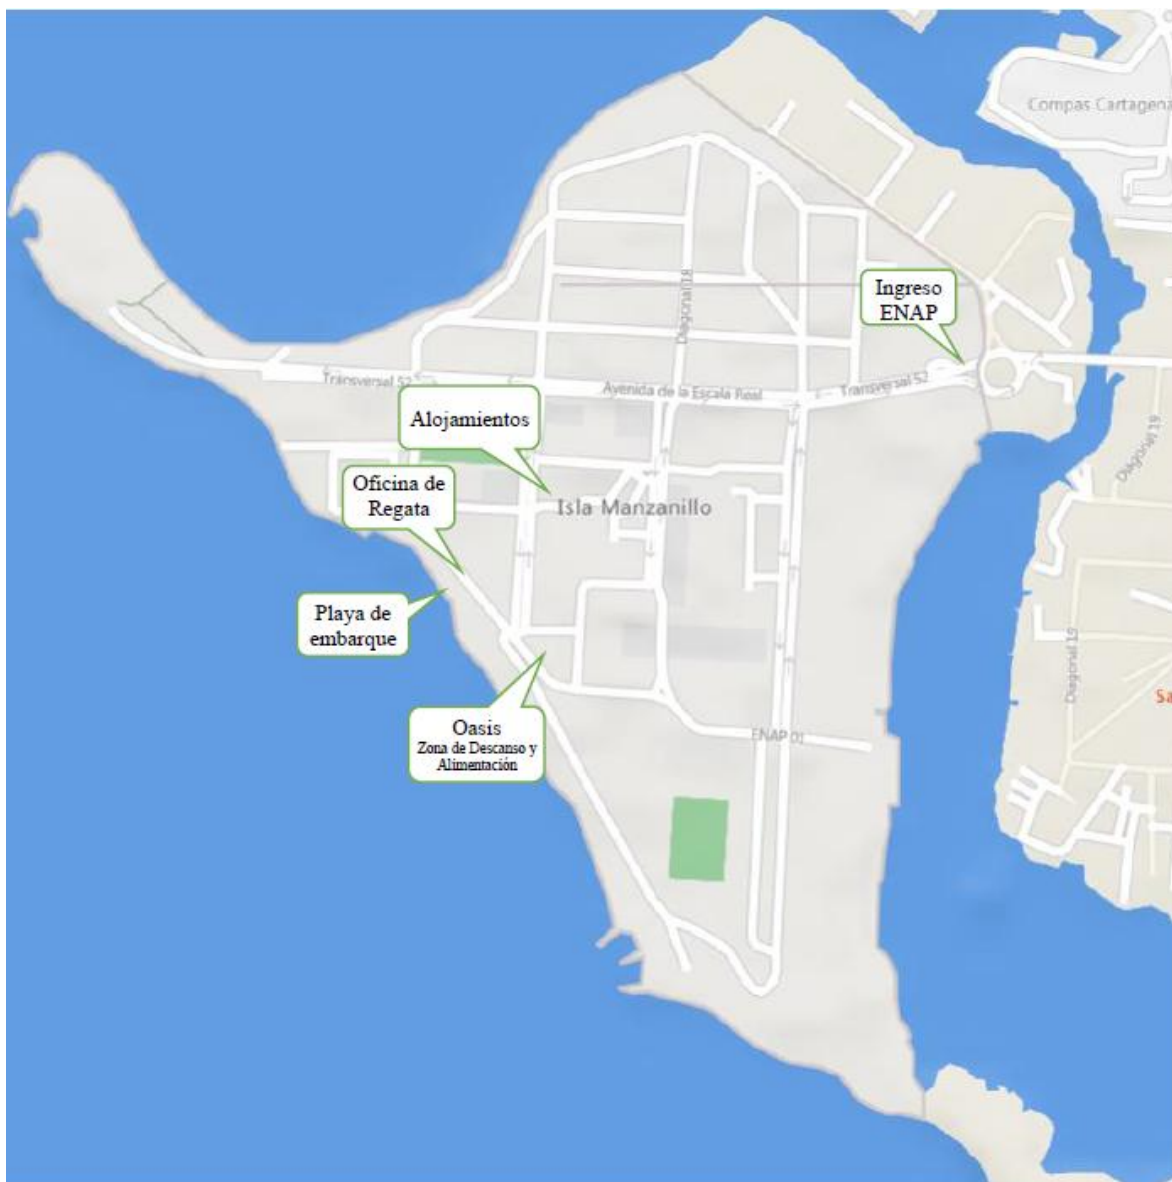 Compas Cartagena
Ingreso
ENAP
Diagonal 18
Transversal 52
Avenida de la Escala Real
Transversal 52
Alojamientos
Diagonal 19
Oficina de
Regata
Isla Manzanillo
Playa de
embarque
Diagonal 19
Sa
Oasis
Zona de Descanso y
Alimentación
ENAP 01